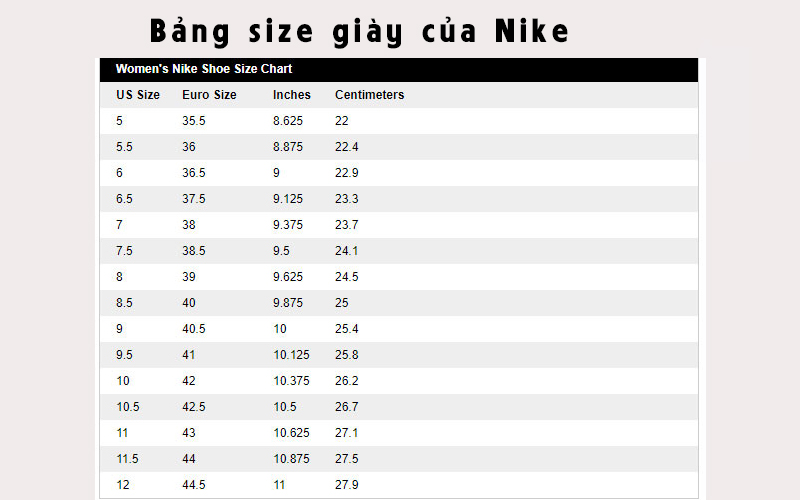 Bảng size giày của Nike
Women's Nike Shoe Size Chart
US Size Euro Size Inches Centimeters
5 35.5 8.625 22
5.5 36 8.875 22.4
6 36.5 9 22.9
6.5 37.5 9.125 23.3
7 38 9.375 23.7
7.5 38.5 9.5 24.1
8 39 9.625 24.5
8.5 40 9.875 25
9 40.5 10 25.4
9.5 41 10.125 25.8
10 42 10.375 26.2
10.5 42.5 10.5 26.7
11 43 10.625 27.1
11.5 44 10.875 27.5
12 44.5 11 27.9